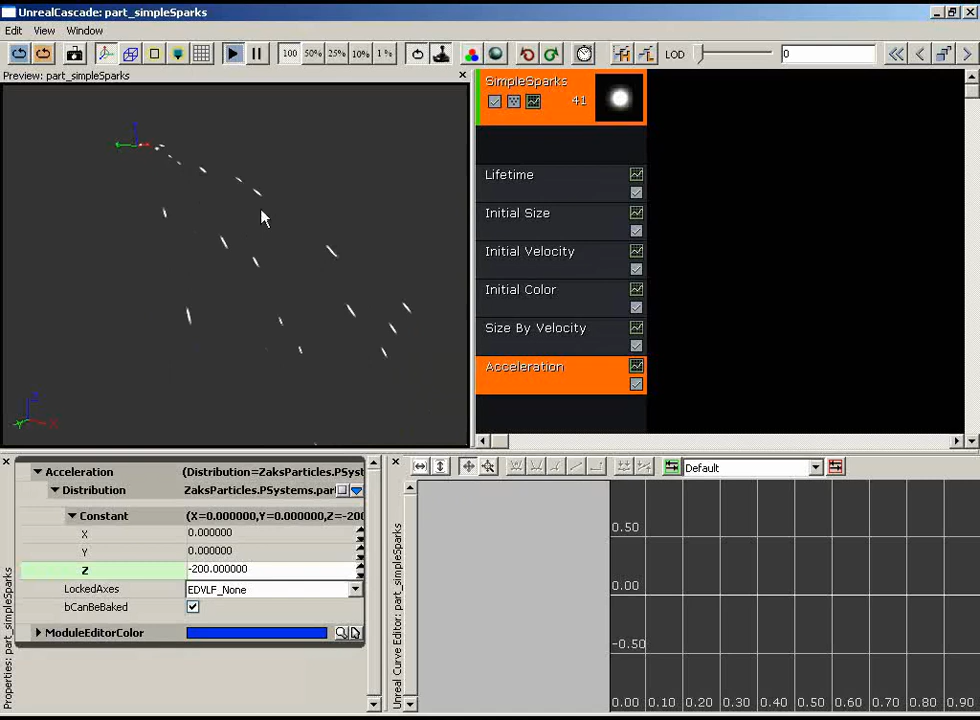 UnrealCascade: part_simpleSparks
Edit View Window
100 50% 25% 10% 1 % LOD 0
Preview: part_simpleSparks
SimpleSparks
41
Lifetime
Initial Size
Initial Velocity
Initial Color
Size By Velocity
Acceleration
Acceleration (Distribution=ZaksParticles.PSyst
Distribution ZaksParticles.PSystems.part
Constant (X=0.000000,Y=0.000000,Z=-200
X 0.000000
Y 0.000000
Z -200.000000
LockedAxes EDVLF_None
bCanBeBaked
ModuleEditorColor
Properties: part_simpleSparks
Default
Unreal Curve Editor: part_simpleSparks
0.50
0.00
-0.50
0.00 0.10 0.20 0.30 0.40 0.50 0.60 0.70 0.80 0.90